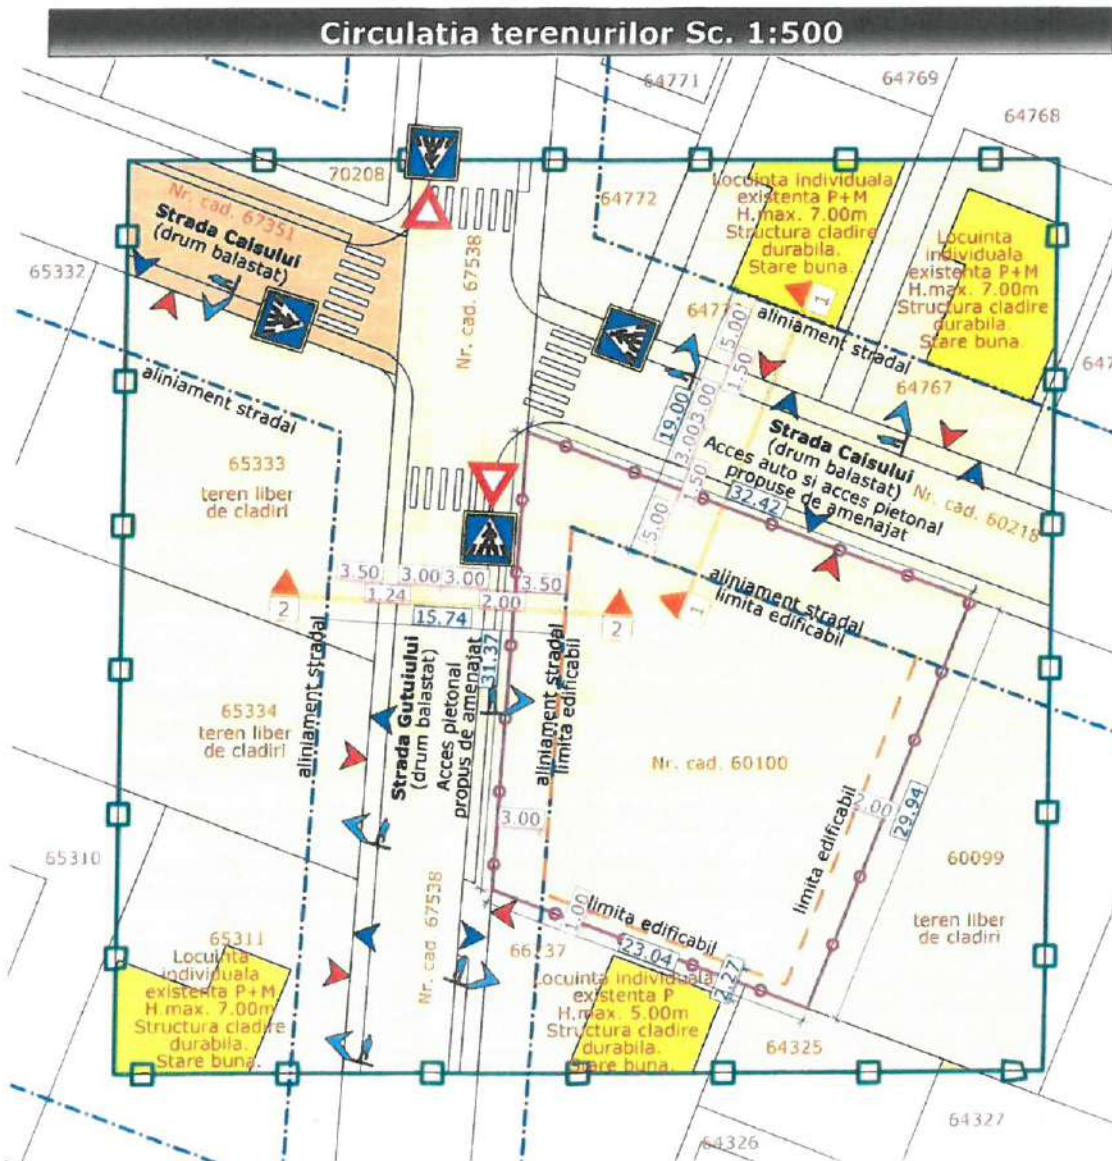 Circulatia terenurilor Sc. 1:500
64771
64769
64768
70208
64772
Nr. cad. 67351
Strada Caisului
(drum balastat)
65332
Nr. cad. 67538
Locuinta individuala
existenta P+M
H.max. 7.00m
Structura cladire
durabila.
Stare buna.
Locuinta
individuala
existenta P+M
H.max. 7.00m
Structura cladire
durabila.
Stare buna.
1
aliniament stradal
5.00
1.50
3.00
3.00
19.00
1.50
5.00
64767
aliniament stradal
Strada Caisului
(drum balastat)
Acces auto si acces pietonal
propuse de amenajat
Nr. cad. 60218
32.42
65333
teren liber
de cladiri
3.50
3.00
3.00
3.50
1.24
2.00
15.74
2
2
1
aliniament stradal
limita edificabil
31.37
aliniament stradal
Strada Gutuiului
(drum balastat)
Acces pietonal
propus de amenajat
aliniament stradal
limita edificabil
65334
teren liber
de cladiri
Nr. cad. 60100
3.00
limita edificabil
2.00
29.94
65310
60099
teren liber
de cladiri
Nr. cad. 67538
1.00
limita edificabil
23.04
2.27
65311
Locuinta
individuala
existenta P+M
H.max. 7.00m
Structura cladire
durabila.
Stare buna.
Locuinta individuala
existenta P
H.max. 5.00m
Structura cladire
durabila.
Stare buna.
64325
64327
64326